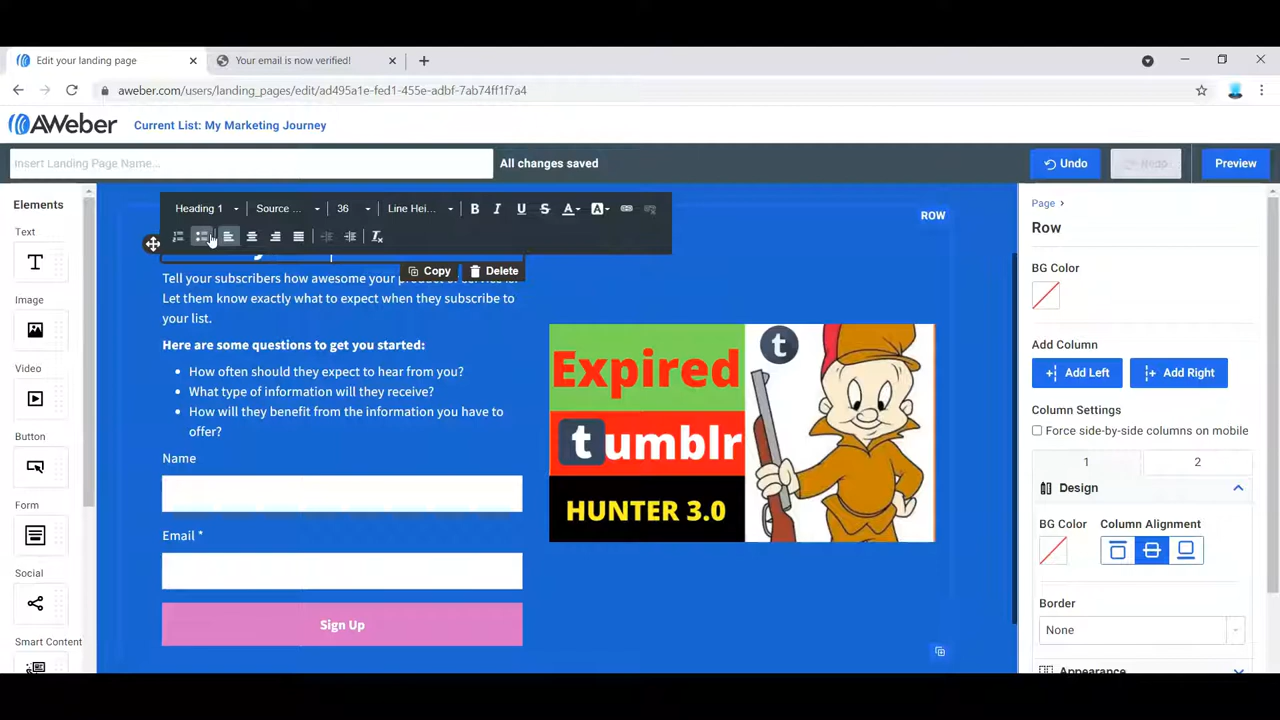 Edit your landing page
Your email is now verified!
aweber.com/users/landing_pages/edit/ad495a1e-fed1-455e-adbf-7ab74ff1f7a4
AWeber
Current List: My Marketing Journey
Insert Landing Page Name...
All changes saved
Undo
Redo
Preview
Elements
Text
T
Image
Video
Button
Form
Social
Smart Content
Heading 1
Source ...
36
Line Hei...
B I U S A A
Copy
Delete
Tell your subscribers how awesome your product or service is.
Let them know exactly what to expect when they subscribe to
your list.
Here are some questions to get you started:
• How often should they expect to hear from you?
• What type of information will they receive?
• How will they benefit from the information you have to
offer?
Name
Email *
Sign Up
ROW
Expired
tumblr
HUNTER 3.0
t
Page ›
Row
BG Color
Add Column
Add Left
Add Right
Column Settings
Force side-by-side columns on mobile
1
2
Design
BG Color
Column Alignment
Border
None
Appearance